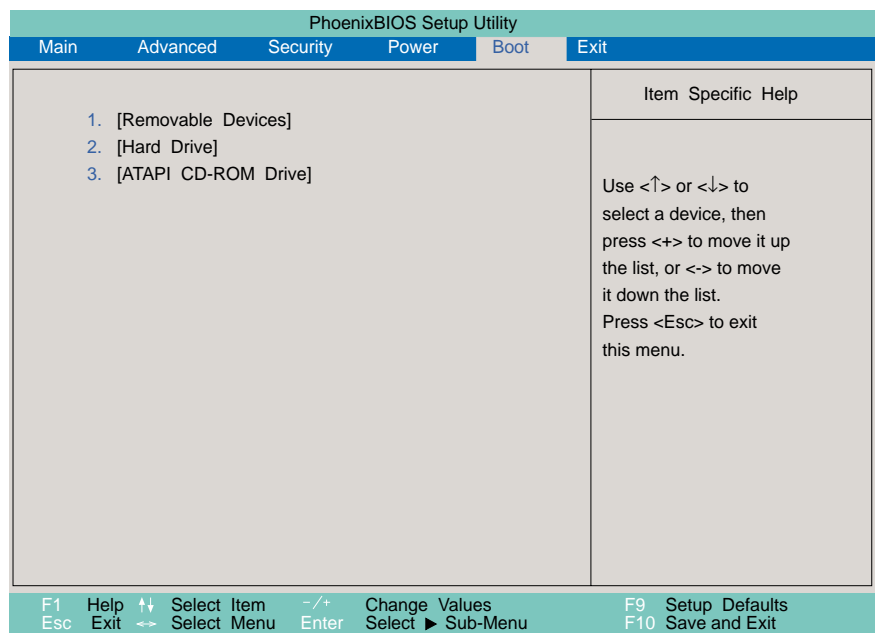 PhoenixBIOS Setup Utility
Main Advanced Security Power Boot Exit
1. [Removable Devices]
2. [Hard Drive]
3. [ATAPI CD-ROM Drive]
Item Specific Help
Use <↑> or <↓> to
select a device, then
press <+> to move it up
the list, or <-> to move
it down the list.
Press <Esc> to exit
this menu.
F1 Help ↑↓ Select Item -/+ Change Values F9 Setup Defaults
Esc Exit ↔ Select Menu Enter Select ▶ Sub-Menu F10 Save and Exit